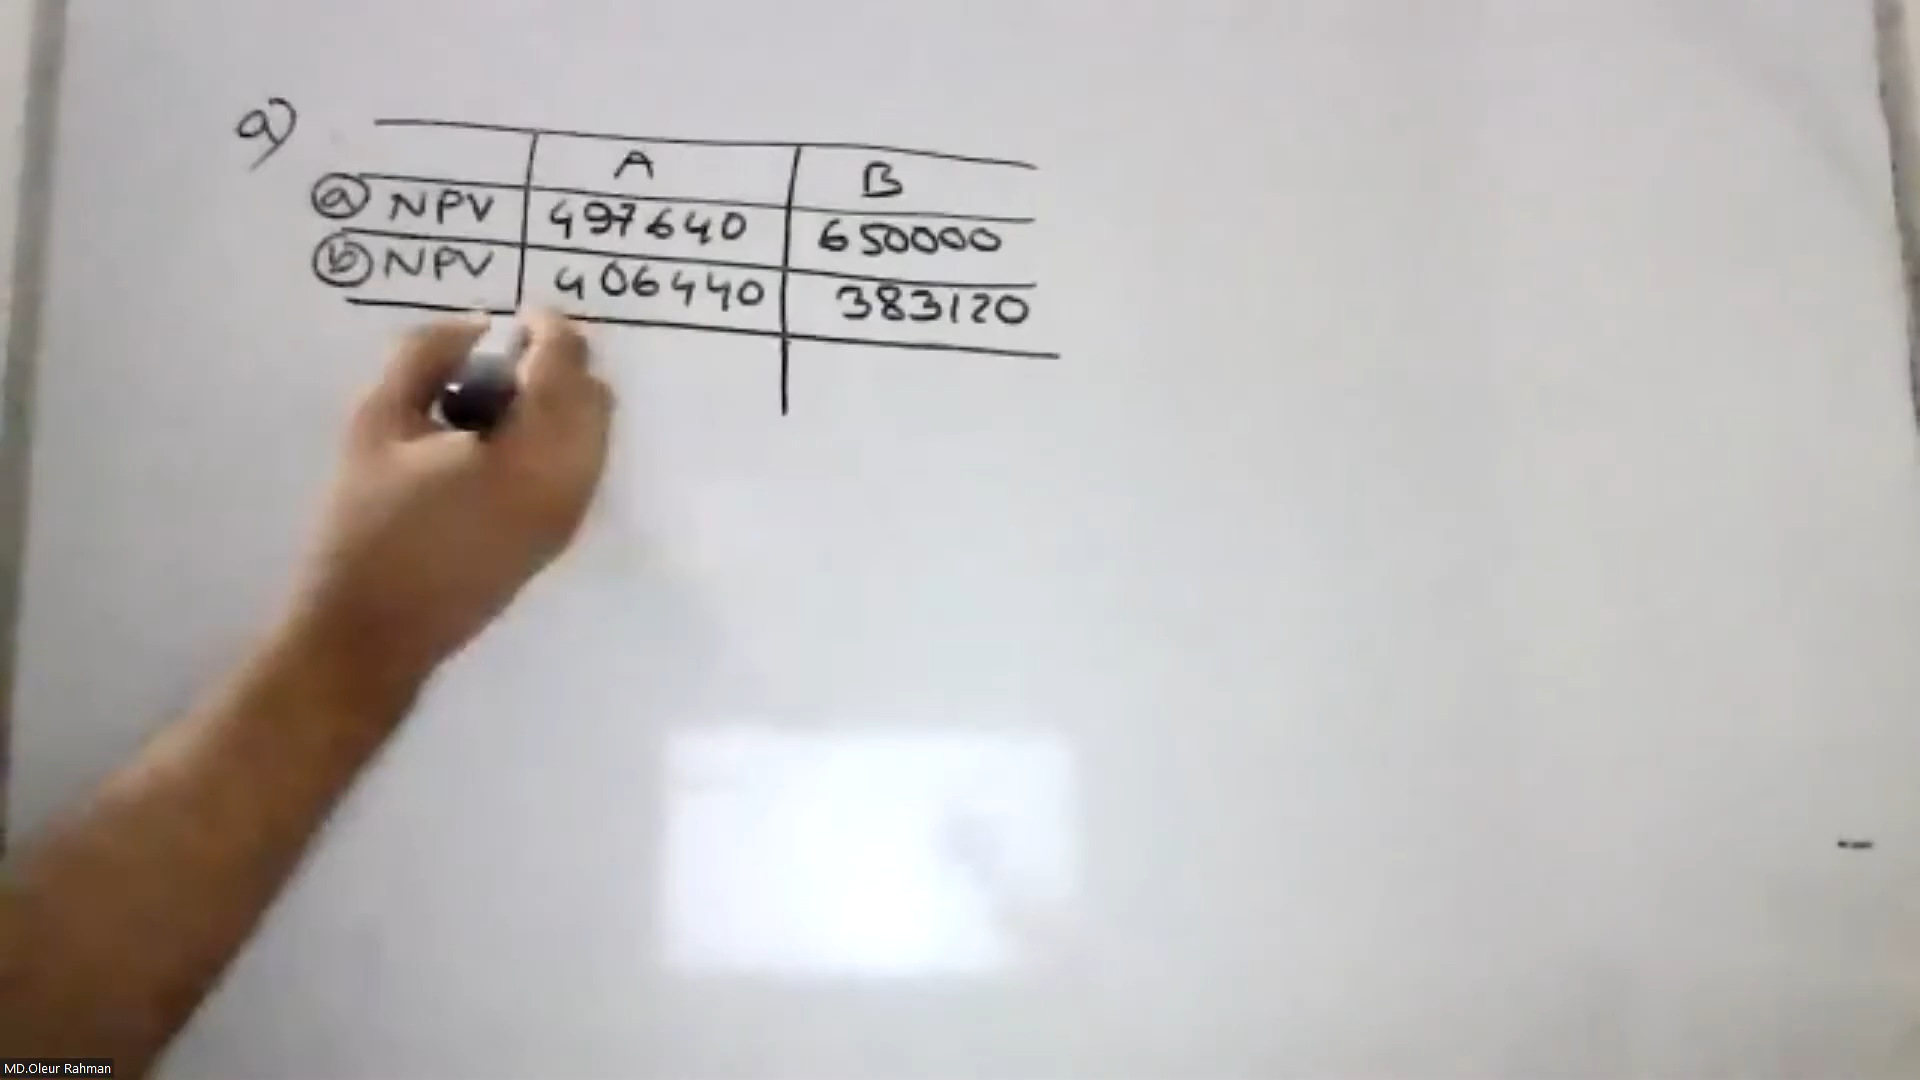 a)
A B
ⓐ NPV 497640 650000
ⓑ NPV 406440 383120
MD.Oleur Rahman